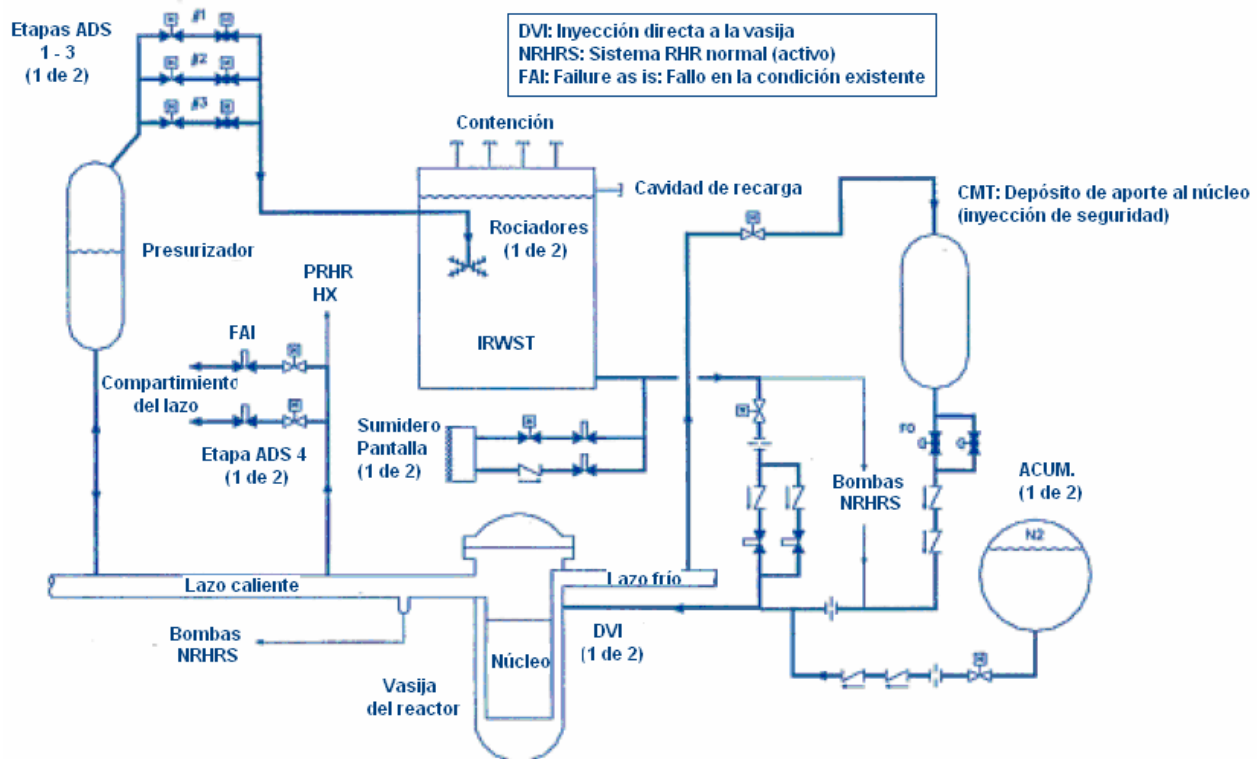 Etapas ADS
1 - 3
(1 de 2)
#1
#2
#3
DVI: Inyección directa a la vasija
NRHRS: Sistema RHR normal (activo)
FAI: Failure as is: Fallo en la condición existente
Contención
Cavidad de recarga
CMT: Depósito de aporte al núcleo
(inyección de seguridad)
Presurizador
Rociadores
(1 de 2)
PRHR
HX
IRWST
FAI
Compartimiento
del lazo
Etapa ADS 4
(1 de 2)
Sumidero
Pantalla
(1 de 2)
FO
Bombas
NRHRS
ACUM.
(1 de 2)
N2
Lazo caliente
Lazo frío
Bombas
NRHRS
DVI
(1 de 2)
Núcleo
Vasija
del reactor